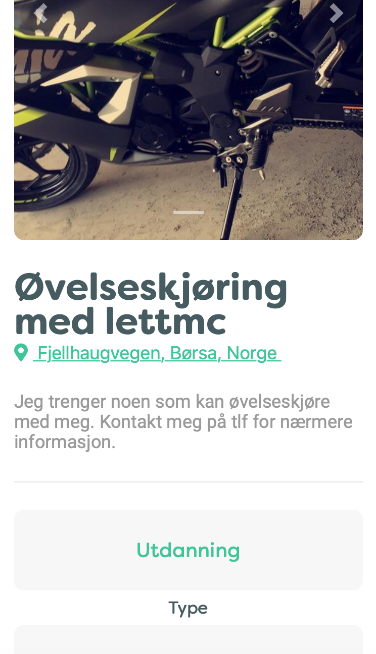 Øvelseskjøring
med lettmc
Fjellhaugvegen, Børsa, Norge
Jeg trenger noen som kan øvelseskjøre
med meg. Kontakt meg på tlf for nærmere
informasjon.
Utdanning
Type